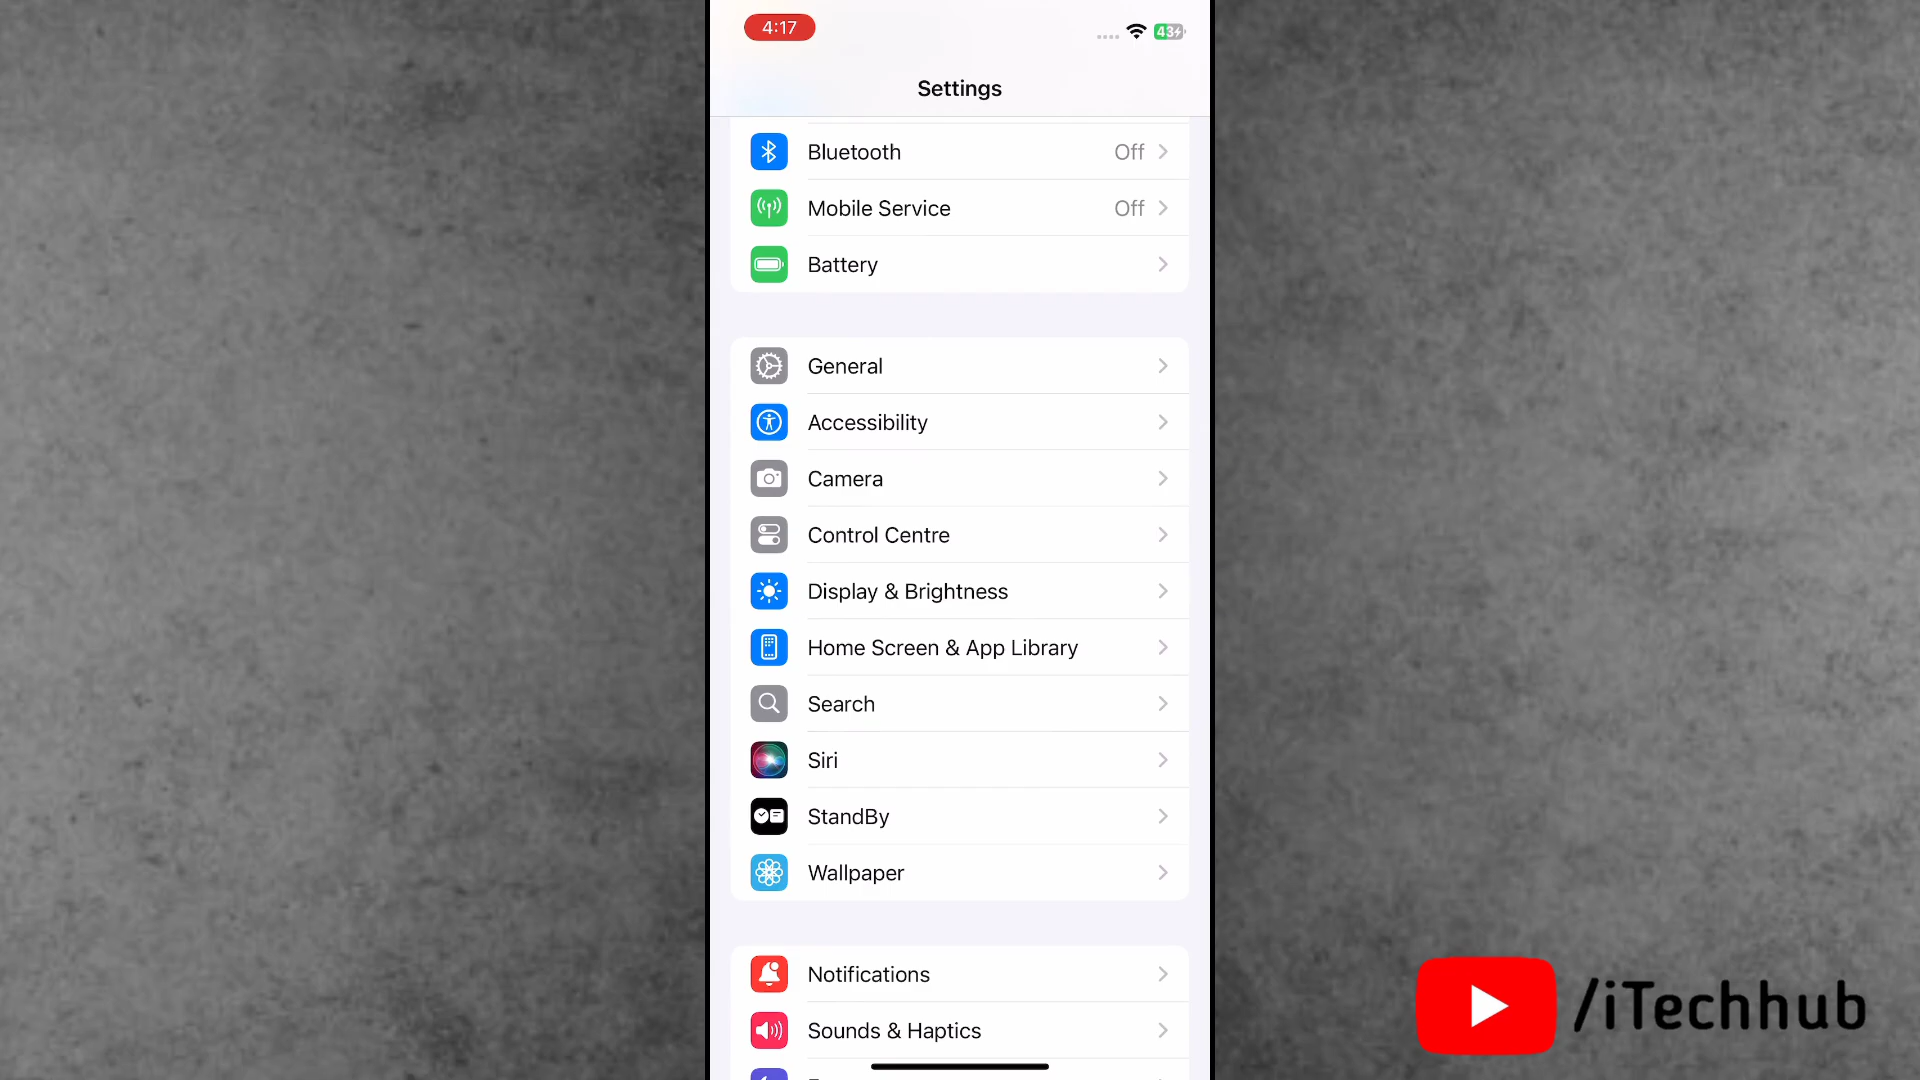 4:17
43
Settings
Bluetooth Off
Mobile Service Off
Battery
General
Accessibility
Camera
Control Centre
Display & Brightness
Home Screen & App Library
Search
Siri
StandBy
Wallpaper
Notifications
Sounds & Haptics
/iTechhub